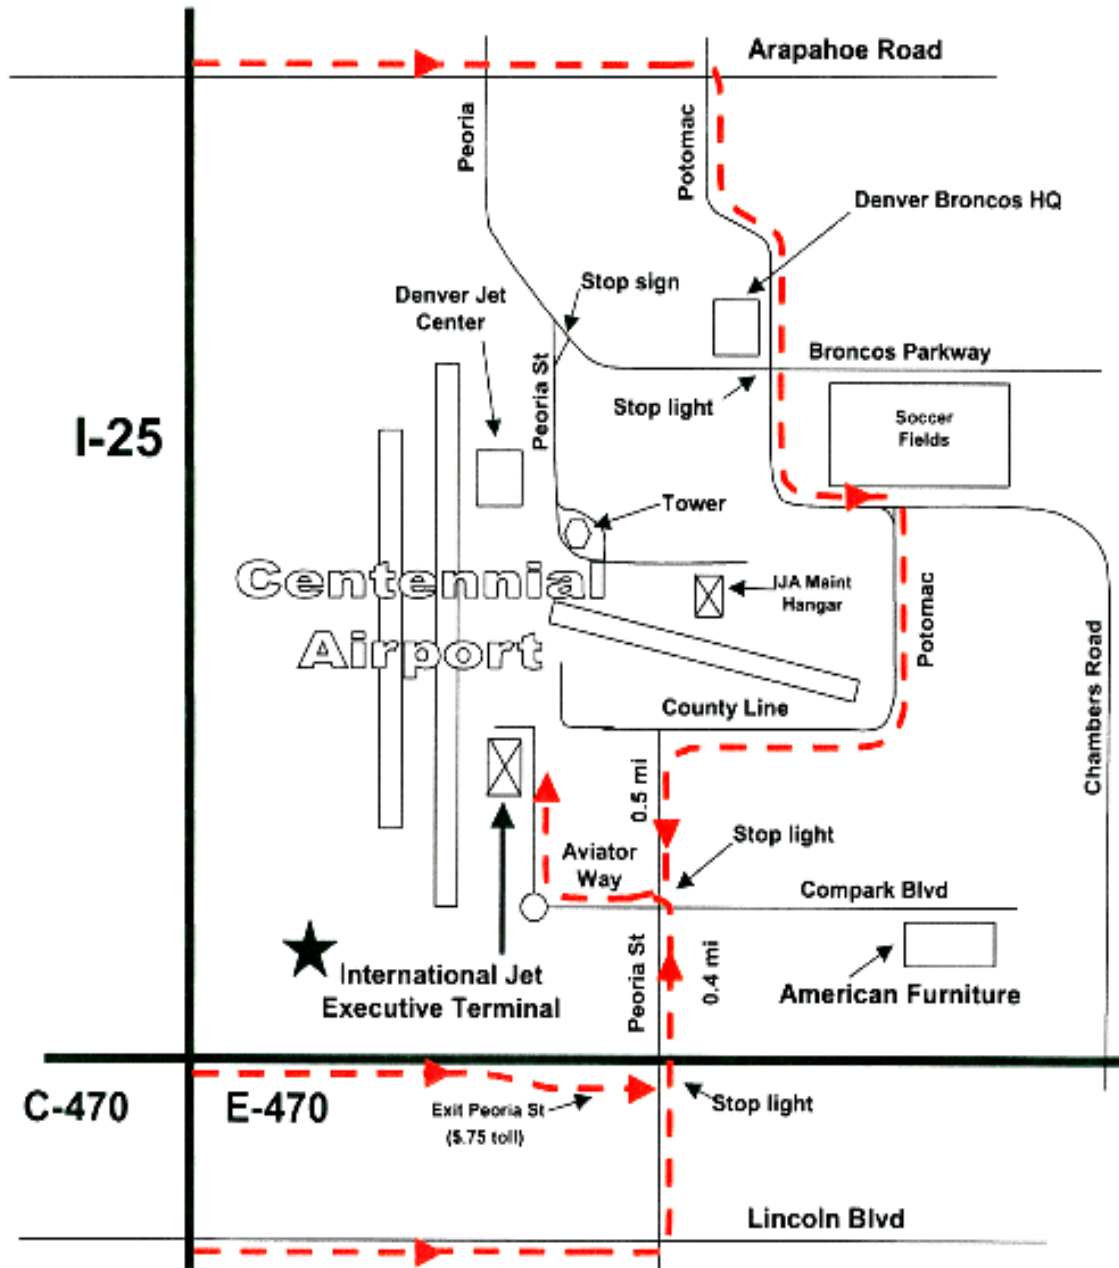 Arapahoe Road
Peoria
Potomac
Denver Broncos HQ
Stop sign
Denver Jet
Center
Peoria St
Broncos Parkway
Stop light
I-25
Soccer
Fields
Tower
Centennial
Airport
IJA Maint
Hangar
Potomac
County Line
Chambers Road
0.5 mi
Stop light
Aviator
Way
Compark Blvd
Peoria St
0.4 mi
International Jet
Executive Terminal
American Furniture
C-470
E-470
Exit Peoria St
($.75 toll)
Stop light
Lincoln Blvd